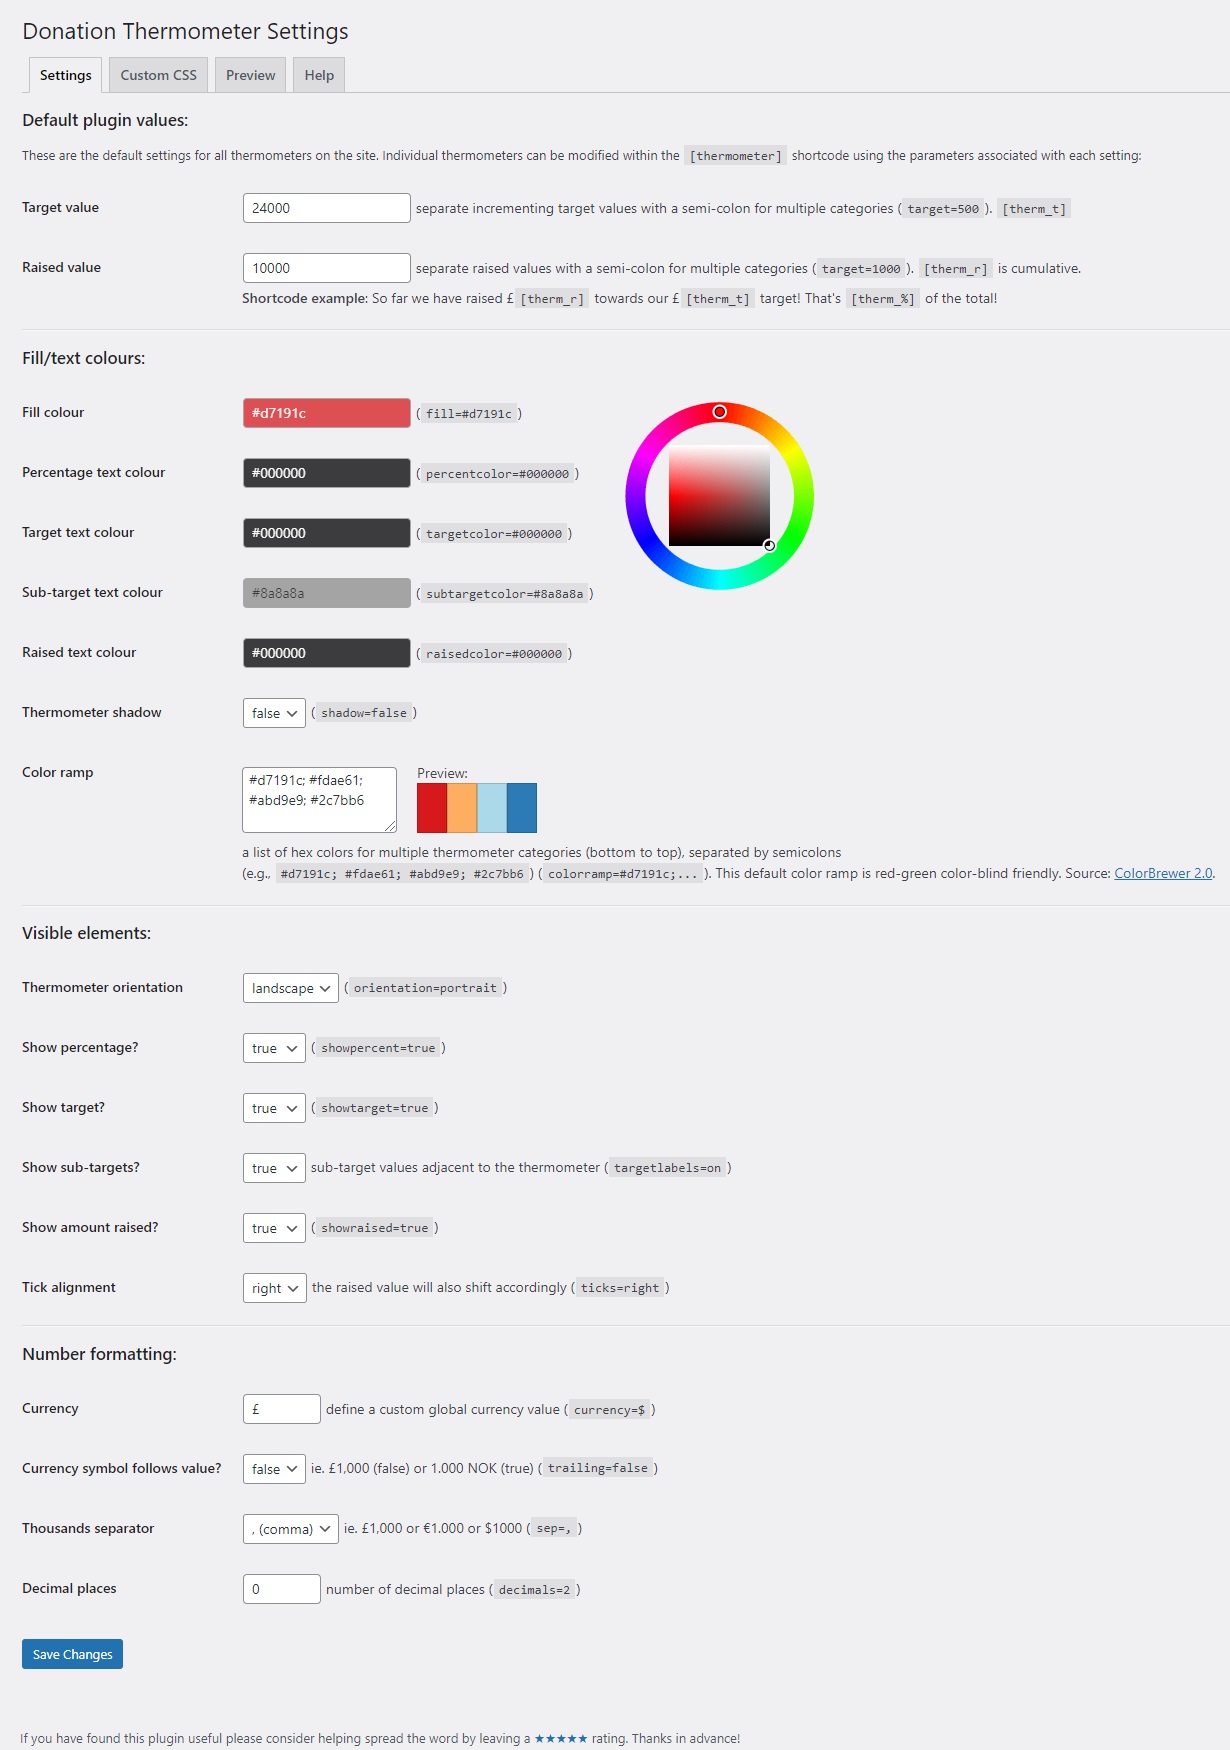 Donation Thermometer Settings
Settings Custom CSS Preview Help
Default plugin values:
These are the default settings for all thermometers on the site. Individual thermometers can be modified within the [thermometer] shortcode using the parameters associated with each setting:
Target value 24000 separate incrementing target values with a semi-colon for multiple categories ( target=500 ). [therm_t]
Raised value 10000 separate raised values with a semi-colon for multiple categories ( target=1000 ). [therm_r] is cumulative.
Shortcode example: So far we have raised £ [therm_r] towards our £ [therm_t] target! That's [therm_%] of the total!
Fill/text colours:
Fill colour #d7191c ( fill=#d7191c )
Percentage text colour #000000 ( percentcolor=#000000 )
Target text colour #000000 ( targetcolor=#000000 )
Sub-target text colour #8a8a8a ( subtargetcolor=#8a8a8a )
Raised text colour #000000 ( raisedcolor=#000000 )
Thermometer shadow false ( shadow=false )
Color ramp #d7191c; #fdae61; Preview:
#abd9e9; #2c7bb6
a list of hex colors for multiple thermometer categories (bottom to top), separated by semicolons
(e.g., #d7191c; #fdae61; #abd9e9; #2c7bb6 ) ( colorramp=#d7191c;... ). This default color ramp is red-green color-blind friendly. Source: ColorBrewer 2.0.
Visible elements:
Thermometer orientation landscape ( orientation=portrait )
Show percentage? true ( showpercent=true )
Show target? true ( showtarget=true )
Show sub-targets? true sub-target values adjacent to the thermometer ( targetlabels=on )
Show amount raised? true ( showraised=true )
Tick alignment right the raised value will also shift accordingly ( ticks=right )
Number formatting:
Currency £ define a custom global currency value ( currency=$ )
Currency symbol follows value? false ie. £1,000 (false) or 1.000 NOK (true) ( trailing=false )
Thousands separator , (comma) ie. £1,000 or €1.000 or $1000 ( sep=, )
Decimal places 0 number of decimal places ( decimals=2 )
Save Changes
If you have found this plugin useful please consider helping spread the word by leaving a ★★★★★ rating. Thanks in advance!